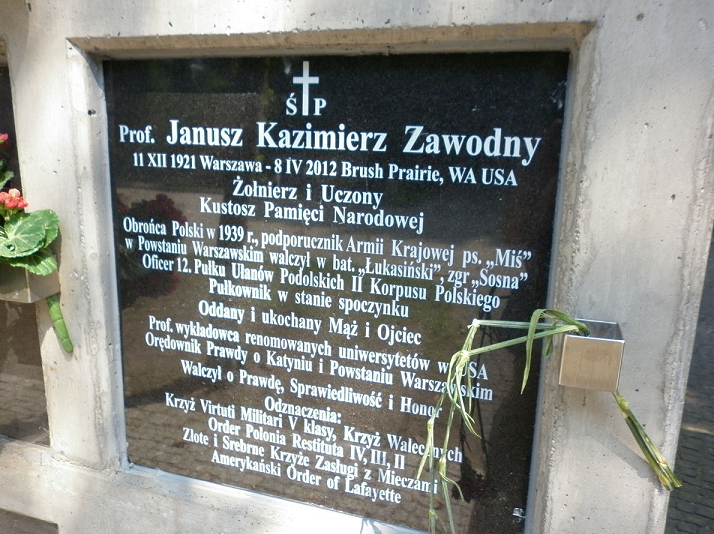 Ś P
Prof. Janusz Kazimierz Zawodny
11 XII 1921 Warszawa - 8 IV 2012 Brush Prairie, WA USA
Żołnierz i Uczony
Kustosz Pamięci Narodowej
Obrońca Polski w 1939 r., podporucznik Armii Krajowej ps. „Miś”
w Powstaniu Warszawskim walczył w bat. „Łukasiński”, zgr „Sosna”
Oficer 12. Pułku Ułanów Podolskich II Korpusu Polskiego
Pułkownik w stanie spoczynku
Oddany i ukochany Mąż i Ojciec
Prof. wykładowca renomowanych uniwersytetów w USA
Orędownik Prawdy o Katyniu i Powstaniu Warszawskim
Walczył o Prawdę, Sprawiedliwość i Honor
Odznaczenia:
Krzyż Virtuti Militari V klasy, Krzyż Walecznych
Order Polonia Restituta IV, III, II
Złote i Srebrne Krzyże Zasługi z Mieczami
Amerykański Order of Lafayette